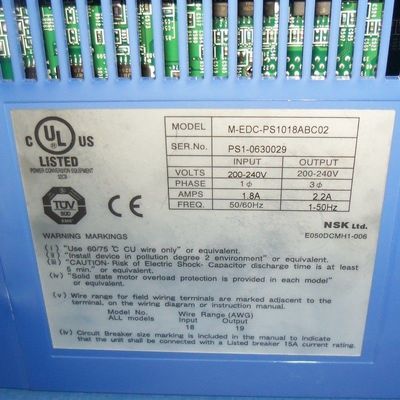 C UL US
LISTED
POWER CONVERSION EQUIPMENT
TÜV
MODEL M-EDC-PS1018ABC02
SER.No. PS1-0630029
INPUT OUTPUT
VOLTS 200-240V 200-240V
PHASE 1Φ 3Φ
AMPS 1.8A 2.2A
FREQ. 50/60Hz 1-50Hz
NSK Ltd.
E050DCMH1-006
WARNING MARKINGS
(i) "Use 60/75 ℃ CU wire only" or equivalent.
(ii) "Install device in pollution degree 2 environment" or equivalent.
(iii) "CAUTION- Risk of Electric Shock- Capacitor discharge time is at least
5 min." or equivalent.
(iv) "Solid state motor overload protection is provided in each model" or
equivalent.
(v) Wire range for field wiring terminals are marked adjacent to the
terminal, on the wiring diagram or instruction manual.
Model No. Wire Range (AWG)
ALL models Input Output
18 19
(iv) Circuit Breaker size marking is included in the manual to indicate
that the unit shall be connected with a Listed breaker 15A current rating.